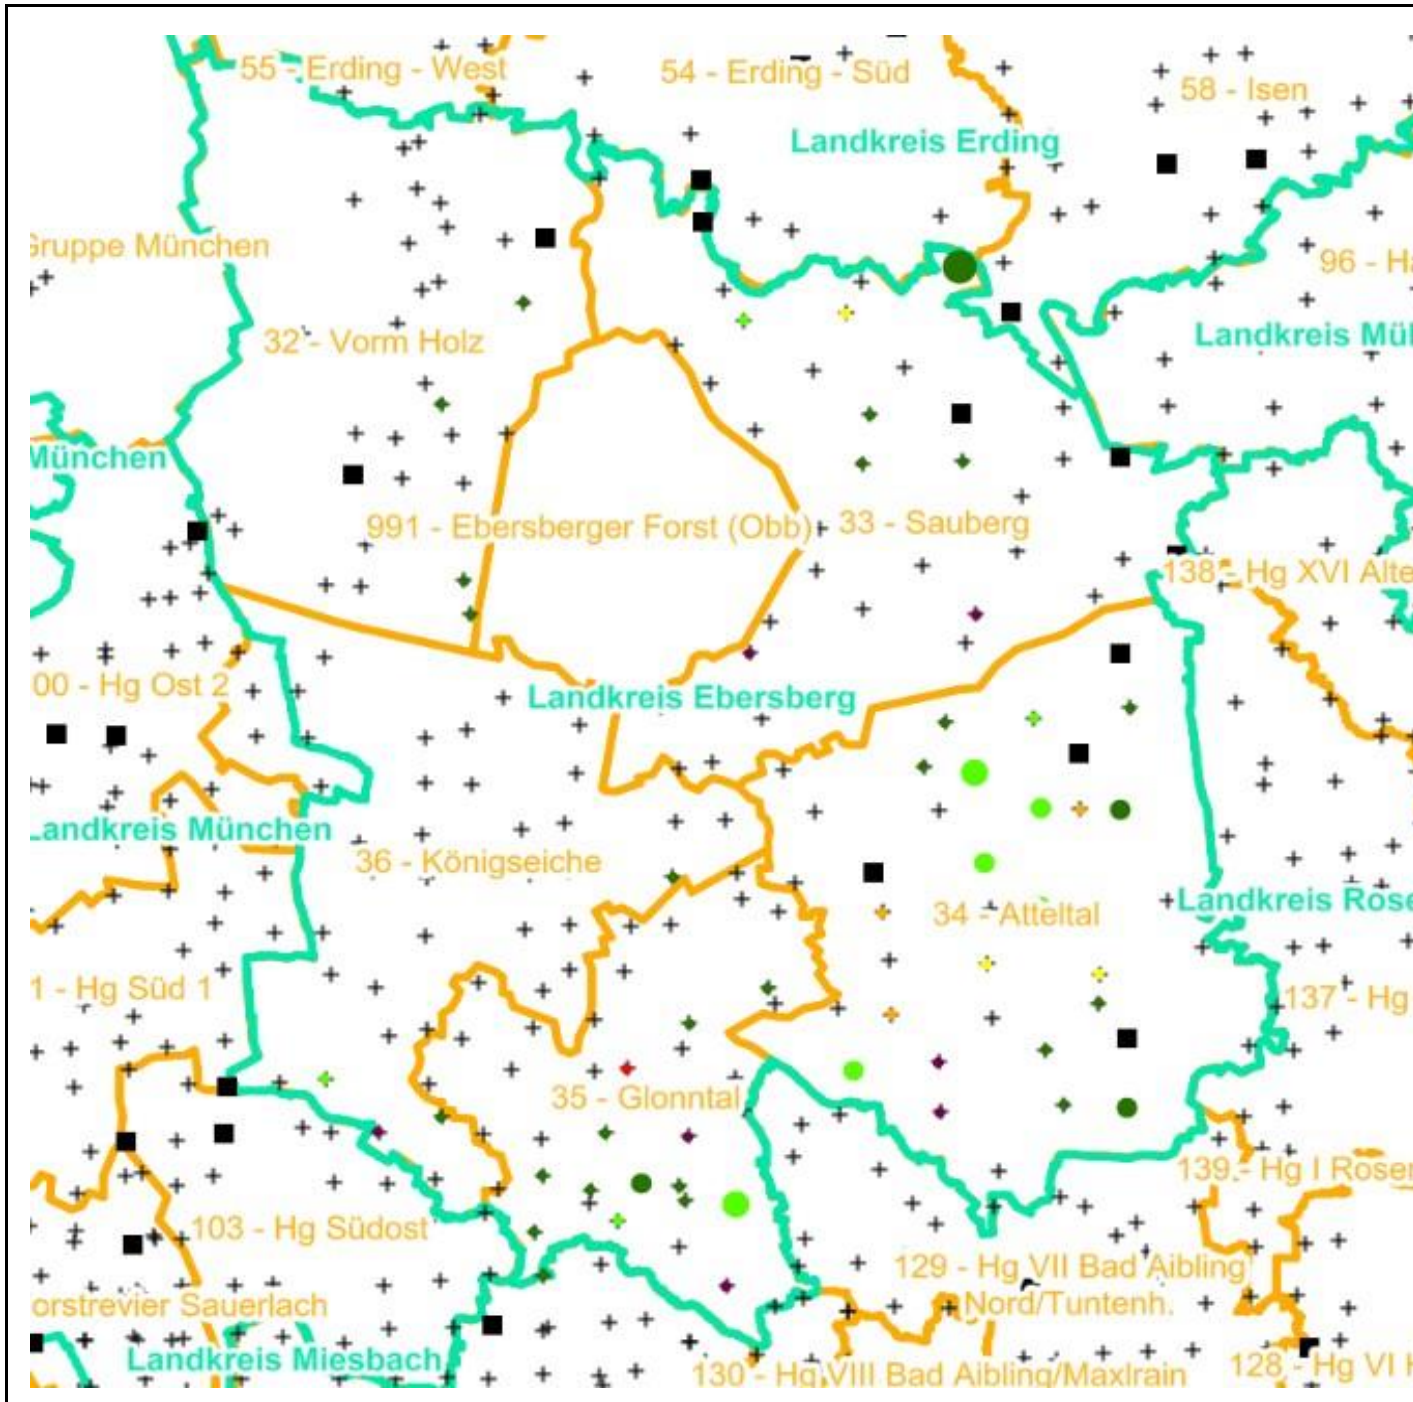 55 - Erding - West
54 - Erding - Süd
58 - Isen
Landkreis Erding
Gruppe München
96 - Ha
32 - Vorm Holz
Landkreis Mül
München
991 - Ebersberger Forst (Obb)
33 - Sauberg
138 - Hg XVI Alte
00 - Hg Ost 2
Landkreis Ebersberg
Landkreis München
36 - Königseiche
Landkreis Rose
34 - Atteltal
1 - Hg Süd 1
137 - Hg
35 - Glonntal
139 - Hg I Rosen
103 - Hg Südost
129 - Hg VII Bad Aibling
Nord/Tuntenh.
orstrevier Sauerlach
Landkreis Miesbach
130 - Hg VIII Bad Aibling/Maxlrain
128 - Hg VI H